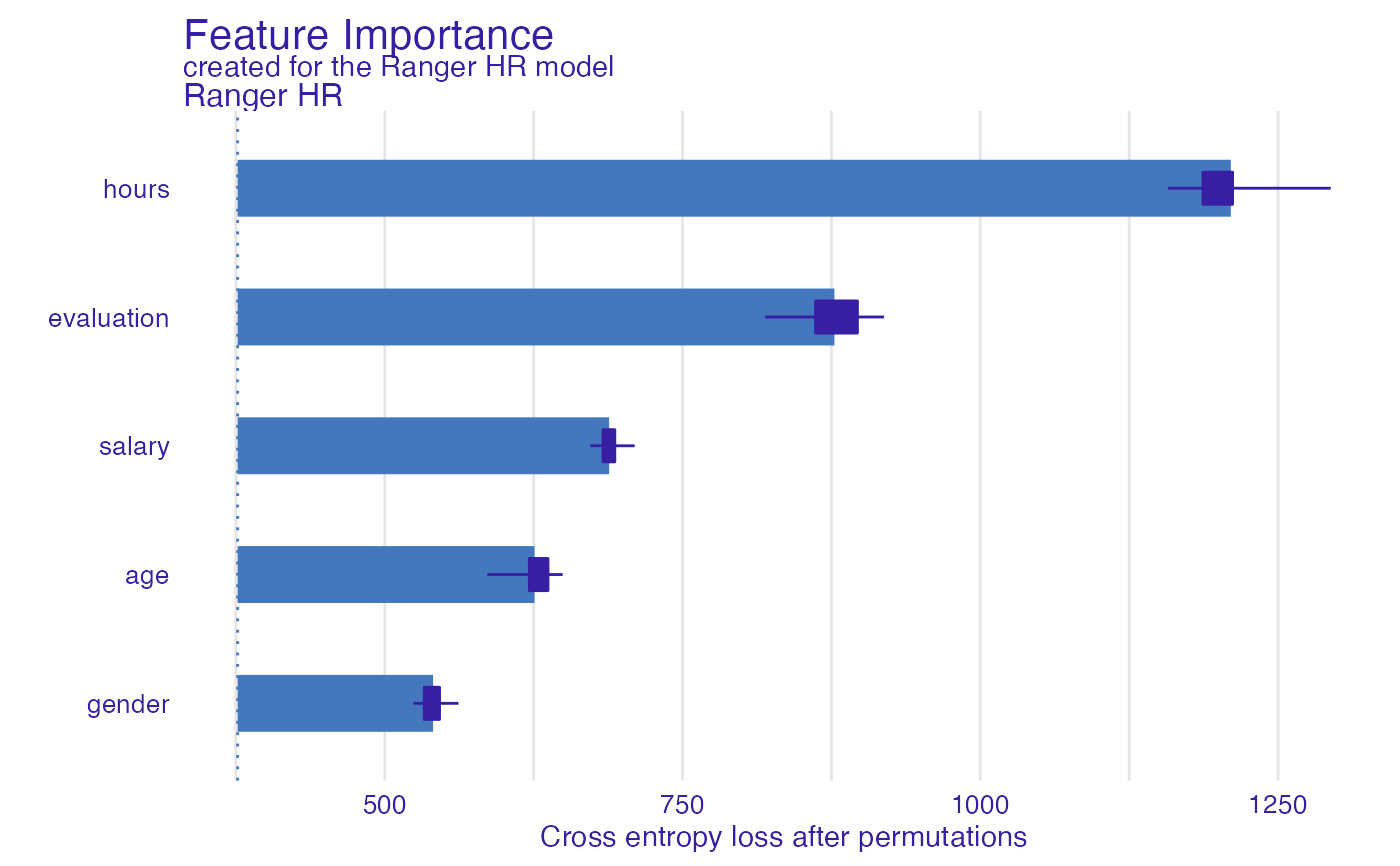 Feature Importance
created for the Ranger HR model
Ranger HR
hours
evaluation
salary
age
gender
500 750 1000 1250
Cross entropy loss after permutations